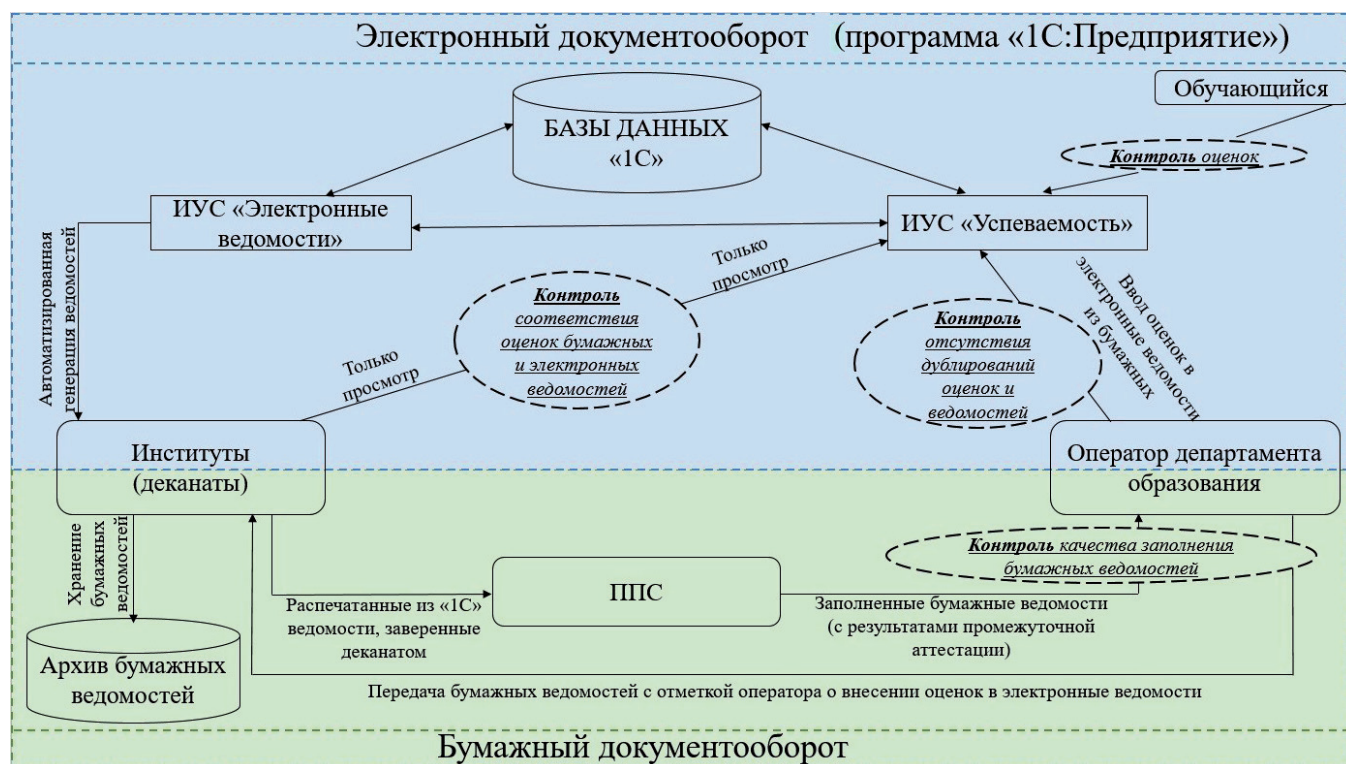 Электронный документооборот (программа «1С:Предприятие»)
Обучающийся
БАЗЫ ДАННЫХ
«1С»
Контроль оценок
ИУС «Электронные
ведомости»
ИУС «Успеваемость»
Автоматизированная
генерация ведомостей
Только
просмотр
Контроль
соответствия
оценок бумажных
и электронных
ведомостей
Только
просмотр
Контроль
отсутствия
дублирований
оценок и
ведомостей
Ввод оценок в
электронные ведомости
из бумажных
Институты
(деканаты)
Оператор департамента
образования
Хранение
бумажных
ведомостей
Контроль качества заполнения
бумажных ведомостей
ППС
Распечатанные из «1С»
ведомости, заверенные
деканатом
Заполненные бумажные ведомости
(с результатами промежуточной
аттестации)
Архив бумажных
ведомостей
Передача бумажных ведомостей с отметкой оператора о внесении оценок в электронные ведомости
Бумажный документооборот